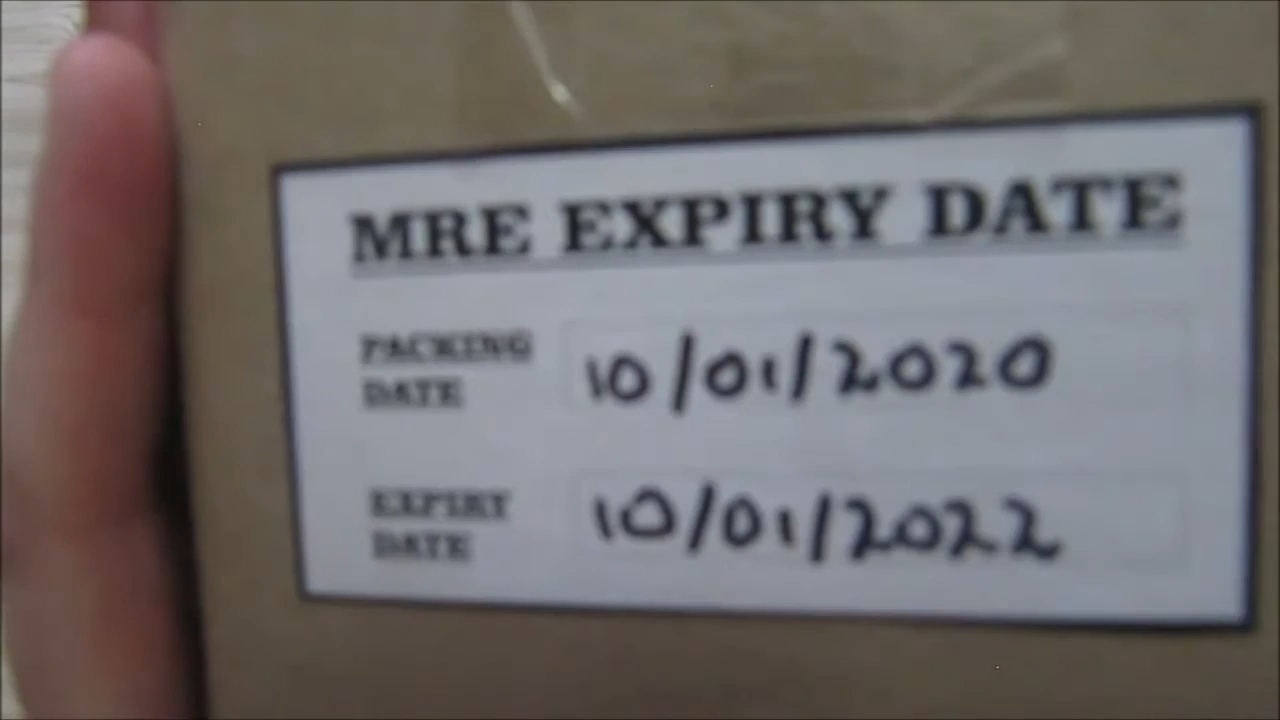 MRE EXPIRY DATE
PACKING
DATE
10/01/2020
EXPIRY
DATE
10/01/2022